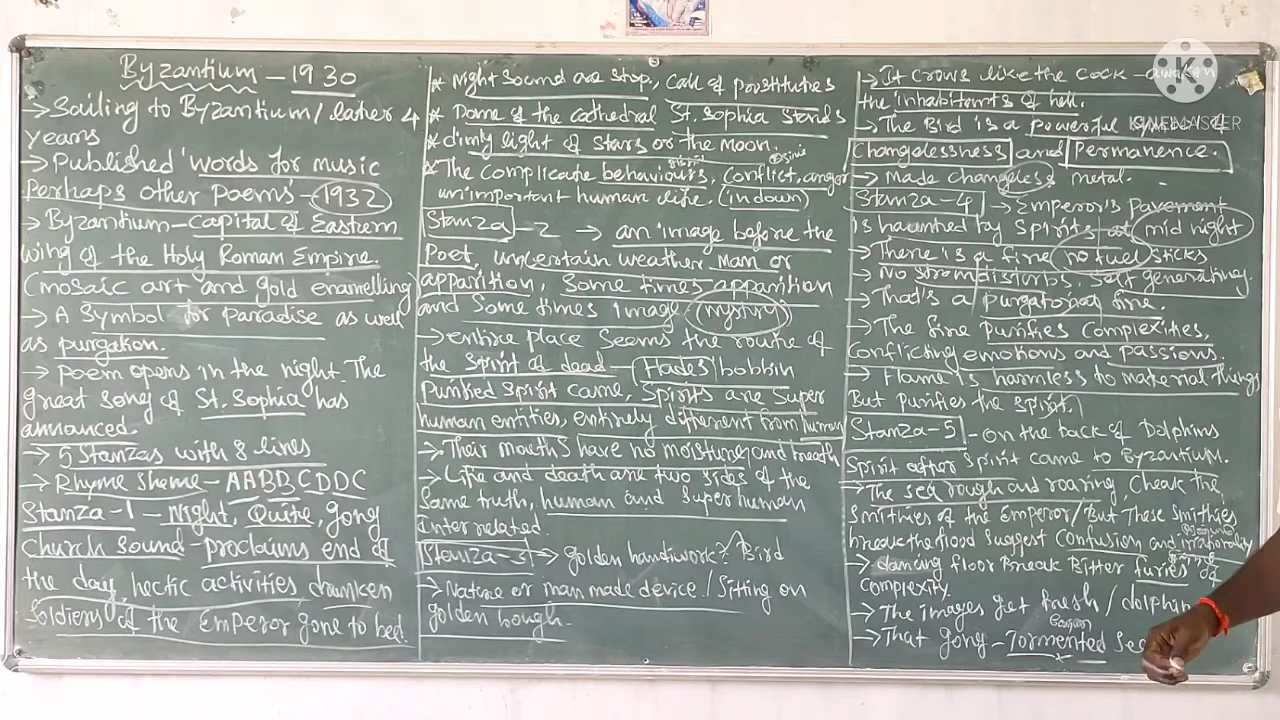 Byzantium - 1930
→ Sailing to Byzantium / later 4
years
→ Published 'words for music
Perhaps other Poems - 1932
→ Byzantium - Capital of Eastern
wing of the Holy Roman Empire.
(mosaic art and gold enamelling)
→ A Symbol for Paradise as well
as purgation.
→ Poem opens in the night. The
great song of St. Sophia has
announced.
→ 5 Stanzas with 8 lines
→ Rhyme sheme - AABBCDDC
Stanza-1 - Night, Quite, gong
church sound - proclaims end of
the day, hectic activities, drunken
Soldiers of the Emperor gone to bed.
* Night Sound are stop, Call of prostitutes
* Dome of the cathedral St. Sophia Stands
* dimly light of stars or the moon.
* The complicate behaviours, conflict, anger
unimportant human life. (indown)
Stanza - 2 → an image before the
Poet, uncertain weather man or
apparition, Some times apparition
and Some times image
→ entire place seems the route of
the Spirit of dead - Hades' bobbin
Purified Spirit came, Spirits are Super
human entities, entirely different from human
→ Their mouths have no moisture, and breath
→ Life and death are two sides of the
Same truth, human and Super human
inter related.
Stanza-3 → golden handiwork? Bird
→ Nature or man made device / Sitting on
golden bough.
→ It crows like the cock -
the inhabitants of hell.
→ The Bird is a powerful
KINEMASTER
Changelessness and permanence.
→ Made changeless metal.
Stanza-4 → Emperor's pavement
is haunted by Spirits at mid night
→ There is a fire no fuel sticks
→ No strom distorbs. Self generating
→ That's a purgatorial fire.
→ The fire Purifies Complexities,
Conflicting emotions and passions.
→ Flame is harmless to material things
But purifies the spirit.
Stanza-5 - on the back of Dolphins
Spirit after Spirit came to Byzantium.
→ The sea rough and roaring, Cheak the
Smithies of the Emperor / But These Smithies
break the flood Suggest Confusion and
→ dancing floor Break Bitter furies of
complexity.
→ The images get fresh / dolphin
→ That gong - Tormented